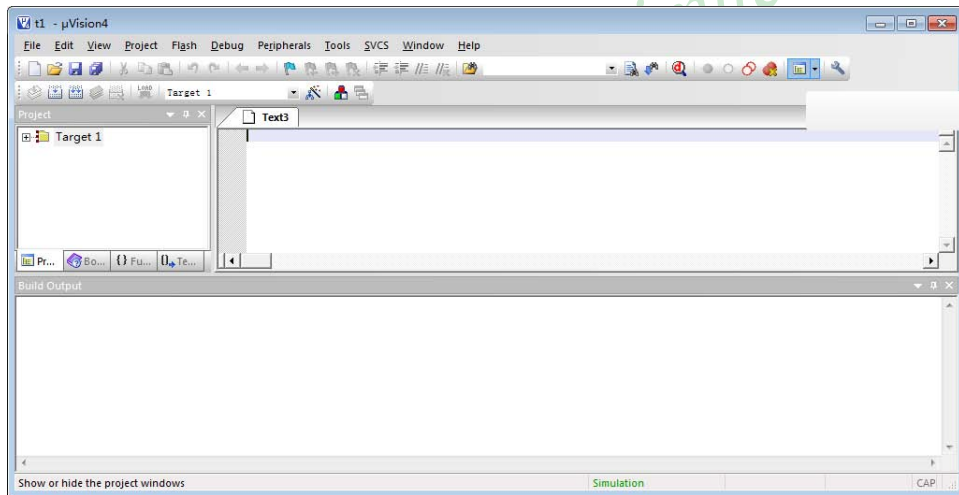 t1 - µVision4
File Edit View Project Flash Debug Peripherals Tools SVCS Window Help
LOAD Target 1
Project Text3
Target 1
Pr... Bo... {} Fu... 0 Te...
Build Output
Show or hide the project windows Simulation CAP